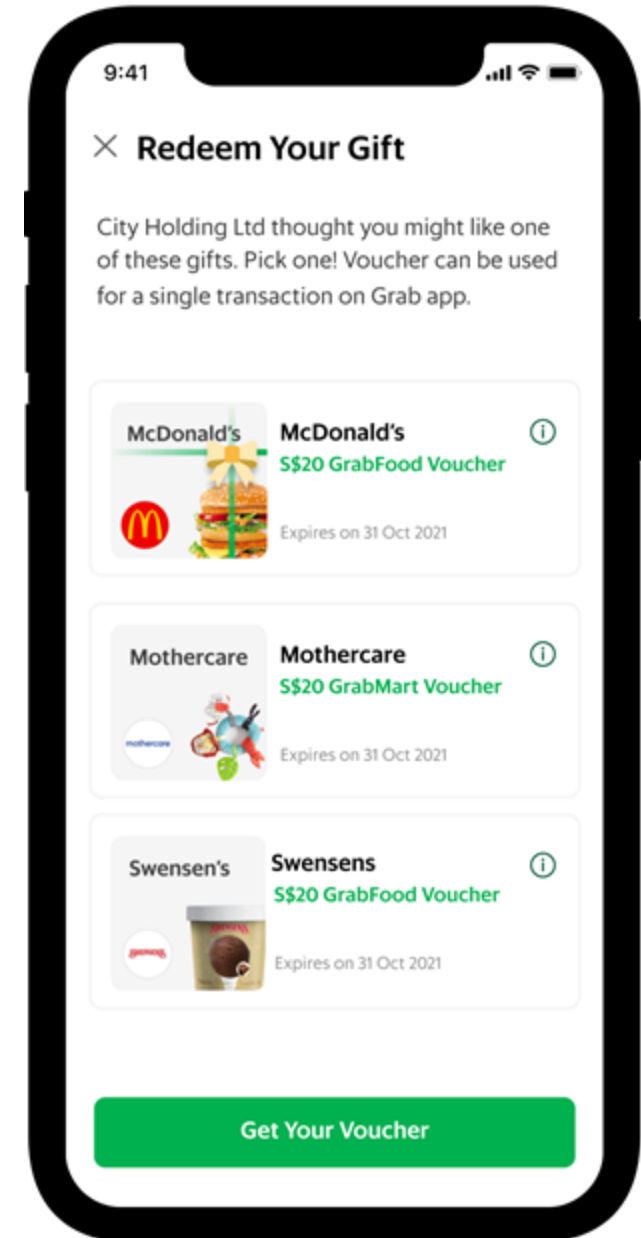 9:41
Redeem Your Gift
City Holding Ltd thought you might like one
of these gifts. Pick one! Voucher can be used
for a single transaction on Grab app.
McDonald's
McDonald's
S$20 GrabFood Voucher
Expires on 31 Oct 2021
Mothercare
mothercare
Mothercare
S$20 GrabMart Voucher
Expires on 31 Oct 2021
Swensen's
SWENSEN'S
SWENSEN'S
Swensens
S$20 GrabFood Voucher
Expires on 31 Oct 2021
Get Your Voucher